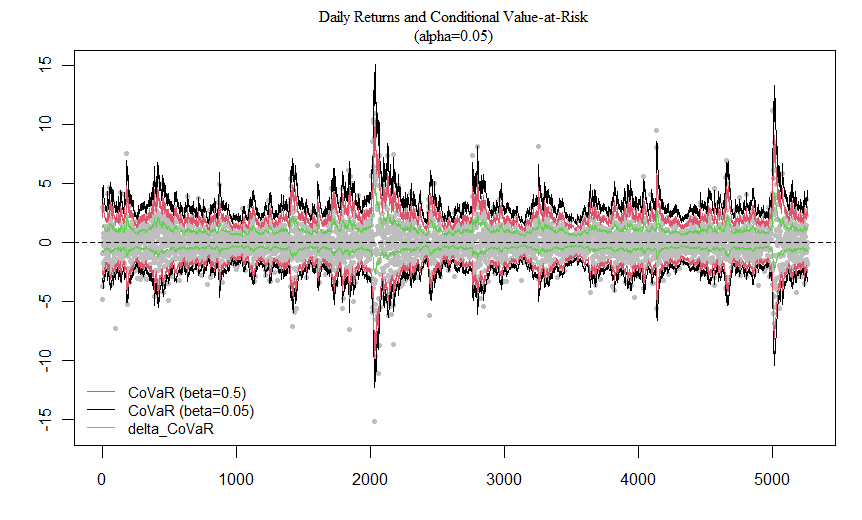 Daily Returns and Conditional Value-at-Risk
(alpha=0.05)
15
10
5
0
-5
-10
-15
CoVaR (beta=0.5)
CoVaR (beta=0.05)
delta_CoVaR
0 1000 2000 3000 4000 5000